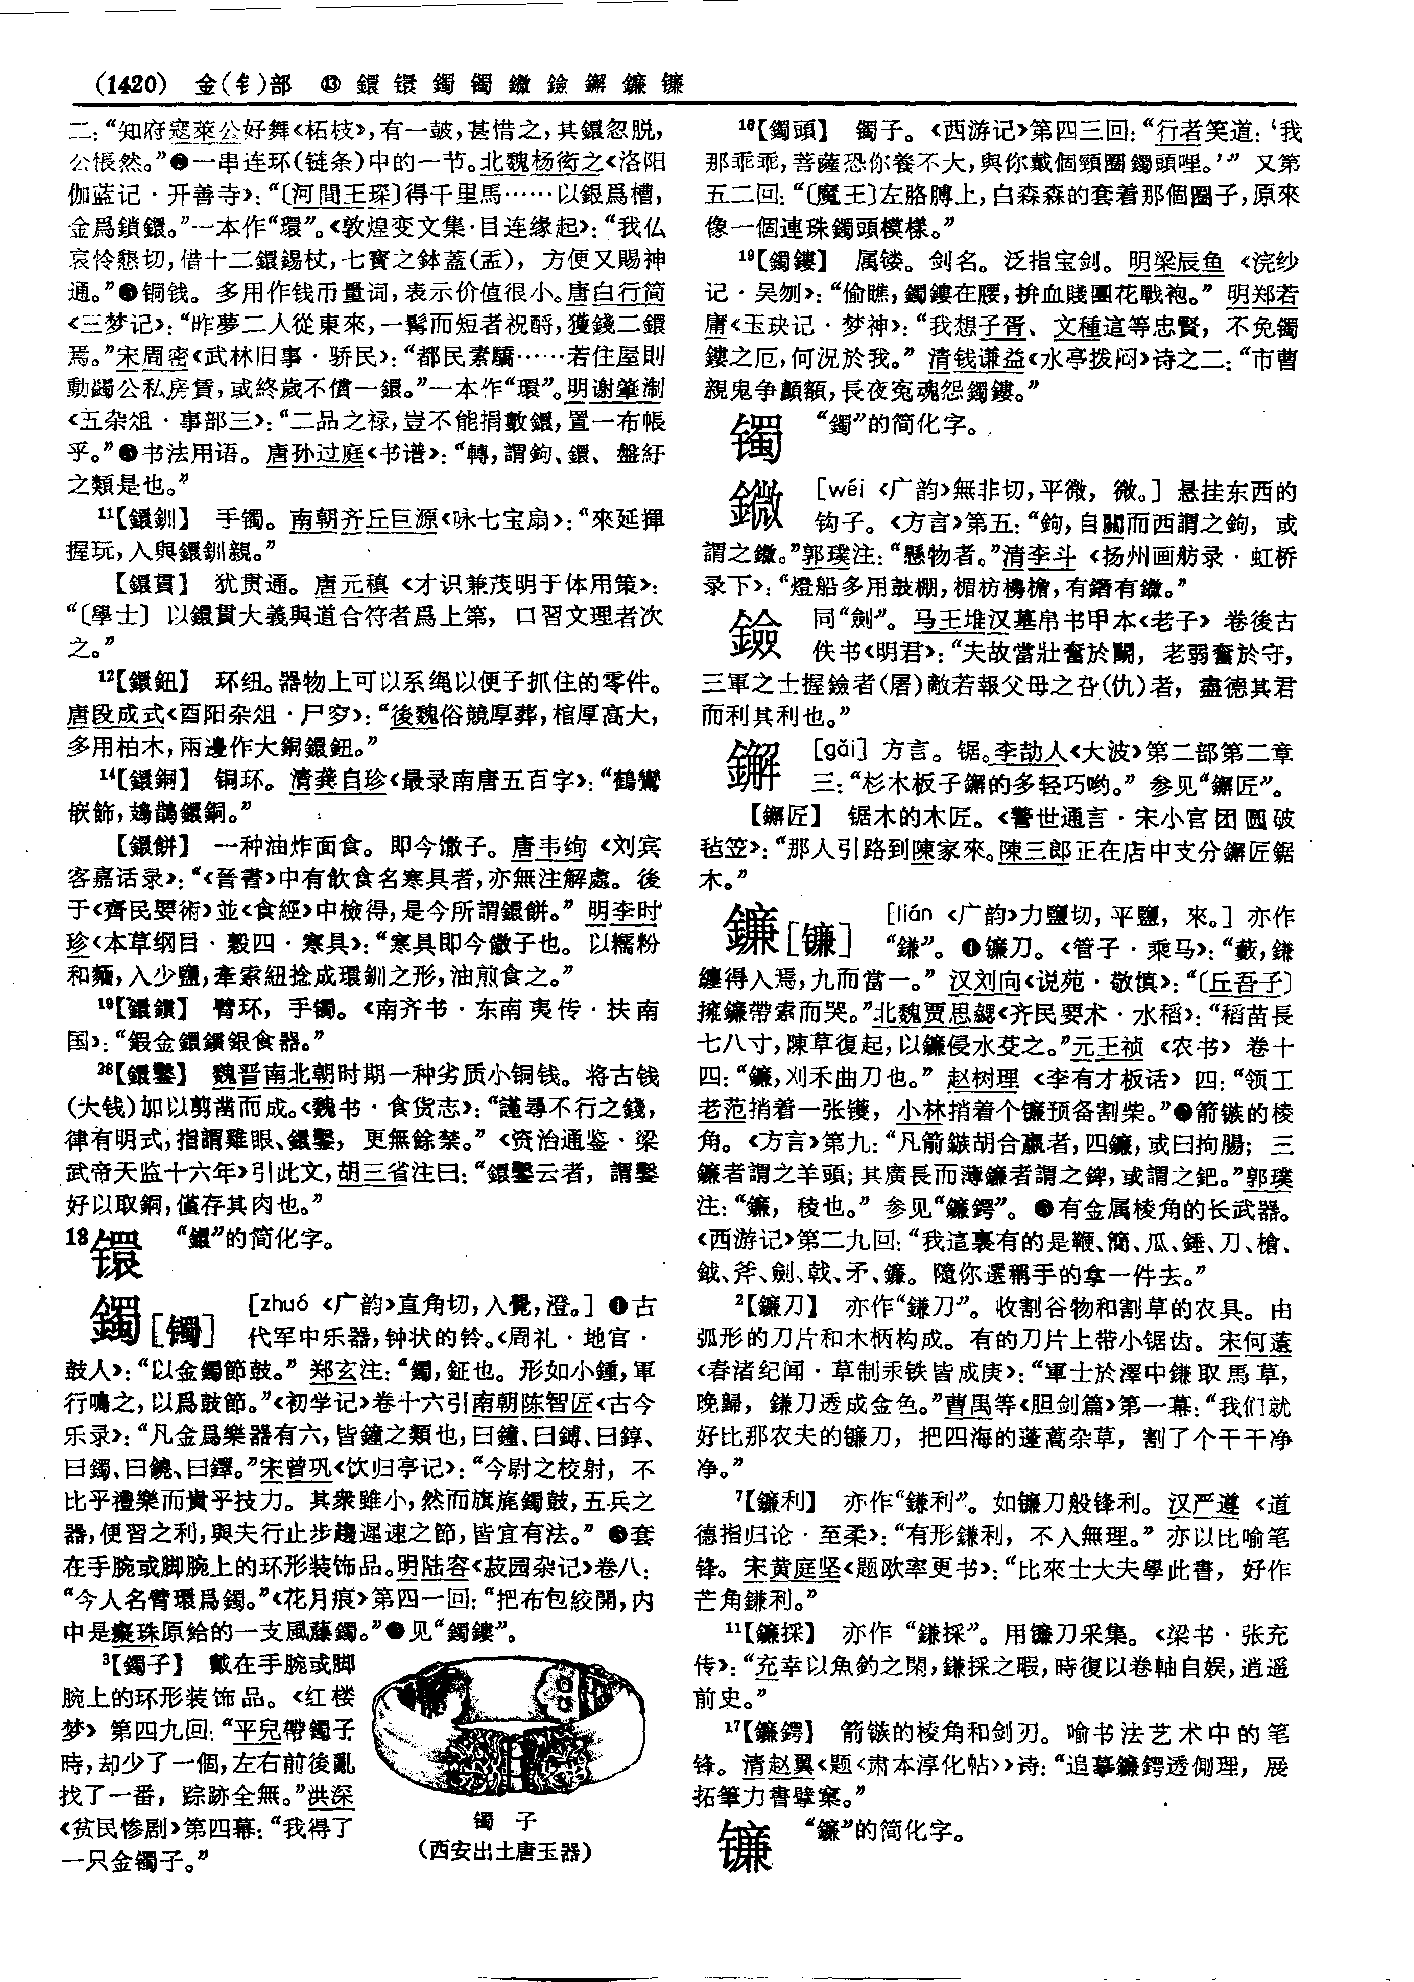 (1420) 金(钅)部 ⑬ 鐶 镮 鐲 镯 鐖 鐱 䥯 鐮 镰
二：“知府寇萊公好舞《柘枝》，有一鼓，甚惜之，其鐶忽脱，
公悵然。”❷一串连环(链条)中的一节。北魏杨衒之《洛阳
伽蓝记·开善寺》：“〔河間王琛〕得千里馬……以銀爲槽，
金爲鎖鐶。”一本作“環”。《敦煌变文集·目连缘起》：“我仏
哀怜懇切，借十二鐶錫杖，七寶之鉢蓋(盂)，方便又賜神
通。”❸铜钱。多用作钱币量词，表示价值很小。唐白行简
《三梦记》：“昨夢二人從東來，一髯而短者祝酹，獲錢二鐶
焉。”宋周密《武林旧事·骄民》：“都民素驕……若住屋則
動蠲公私房賃，或終歲不償一鐶。”一本作“環”。明谢肇淛
《五杂俎·事部三》：“二品之禄，豈不能捐數鐶，置一布帳
乎。”❹书法用语。唐孙过庭《书谱》：“轉，謂鉤、鐶、盤紆
之類是也。”
¹¹【鐶釧】 手镯。南朝齐丘巨源《咏七宝扇》：“來延揮
握玩，入與鐶釧親。”
【鐶貫】 犹贯通。唐元稹《才识兼茂明于体用策》：
“〔學士〕以鐶貫大義與道合符者爲上第，口習文理者次
之。”
¹²【鐶鈕】 环纽。器物上可以系绳以便子抓住的零件。
唐段成式《酉阳杂俎·尸穸》：“後魏俗競厚葬，棺厚高大，
多用柏木，兩邊作大銅鐶鈕。”
¹⁴【鐶銅】 铜环。清龚自珍《最录南唐五百字》：“鶴鸞
嵌飾，鴂鵲鐶銅。”
【鐶餅】 一种油炸面食。即今馓子。唐韦绚《刘宾
客嘉话录》：“《晉書》中有飲食名寒具者，亦無注解處。後
于《齊民要術》並《食經》中檢得，是今所謂鐶餅。”明李时
珍《本草纲目·穀四·寒具》：“寒具即今饊子也。以糯粉
和麵，入少鹽，牽索紐捻成環釧之形，油煎食之。”
¹⁹【鐶鑚】 臂环，手镯。《南齐书·东南夷传·扶南
国》：“鍛金鐶鑚銀食器。”
²⁸【鐶鑿】 魏晋南北朝时期一种劣质小铜钱。将古钱
(大钱)加以剪凿而成。《魏书·食货志》：“謹尋不行之錢，
律有明式，指謂雞眼、鐶鑿，更無餘禁。”《资治通鉴·梁
武帝天监十六年》引此文，胡三省注曰：“鐶鑿云者，謂鑿
好以取銅，僅存其肉也。”
¹³镮 “鐶”的简化字。
鐲[镯] [zhuó 《广韵》直角切，入覺，澄。] ❶古
代军中乐器，钟状的铃。《周礼·地官·
鼓人》：“以金鐲節鼓。”郑玄注：“鐲，鉦也。形如小鍾，軍
行鳴之，以爲鼓節。”《初学记》卷十六引南朝陈智匠《古今
乐录》：“凡金爲樂器有六，皆鐘之類也，曰鐘、曰鎛、曰錞、
曰鐲、曰鐃、曰鐸。”宋曾巩《饮归亭记》：“今尉之校射，不
比乎禮樂而貴乎技力。其衆雖小，然而旗旄鐲鼓，五兵之
器，便習之利，與夫行止步趨遲速之節，皆宜有法。”❷套
在手腕或脚腕上的环形装饰品。明陆容《菽园杂记》卷八：
“今人名臂環爲鐲。”《花月痕》第四一回：“把布包絞開，内
中是癡珠原給的一支風藤鐲。”❸见“鐲鏤”。
³【鐲子】 戴在手腕或脚
腕上的环形装饰品。《红楼
梦》第四九回：“平兒帶鐲子
時，却少了一個，左右前後亂
找了一番，踪跡全無。”洪深
《贫民惨剧》第四幕：“我得了
一只金镯子。”
镯 子
(西安出土唐玉器)
¹⁶【鐲頭】 镯子。《西游记》第四三回：“行者笑道：‘我
那乖乖，菩薩恐你養不大，與你戴個頸圈鐲頭哩。’”又第
五二回：“〔魔王〕左胳膊上，白森森的套着那個圈子，原來
像一個連珠鐲頭模樣。”
¹⁹【鐲鏤】 属镂。剑名。泛指宝剑。明梁辰鱼《浣纱
记·吴刎》：“偷瞧，鐲鏤在腰，拚血賤團花戰袍。”明郑若
庸《玉玦记·梦神》：“我想子胥、文種這等忠賢，不免鐲
鏤之厄，何況於我。”清钱谦益《水亭拨闷》诗之二：“市曹
親鬼争顱額，長夜冤魂怨鐲鏤。”
镯 “鐲”的简化字。
[wéi 《广韵》無非切，平微，微。] 悬挂东西的
钩子。《方言》第五：“鉤，自關而西謂之鉤，或
謂之鐖。”郭璞注：“懸物者。”清李斗《扬州画舫录·虹桥
录下》：“燈船多用鼓棚，楣枋櫋檐，有鐕有鐖。”
鐱 同“劍”。马王堆汉墓帛书甲本《老子》卷後古
佚书《明君》：“夫故當壯奮於鬭，老弱奮於守，
三軍之士握鐱者(屠)敵若報父母之㕣(仇)者，盡德其君
而利其利也。”
䥯 [gǎi] 方言。锯。李劼人《大波》第二部第二章
三：“杉木板子䥯的多轻巧哟。”参见“䥯匠”。
【䥯匠】 锯木的木匠。《警世通言·宋小官团圆破
毡笠》：“那人引路到陳家來。陳三郎正在店中支分䥯匠鋸
木。”
鐮[镰] [lián 《广韵》力鹽切，平鹽，來。] 亦作
“鎌”。❶镰刀。《管子·乘马》：“藪，鎌
纏得入焉，九而當一。”汉刘向《说苑·敬慎》：“〔丘吾子〕
擁鐮帶索而哭。”北魏贾思勰《齐民要术·水稻》：“稻苗長
七八寸，陳草復起，以鐮侵水芟之。”元王祯《农书》卷十
四：“鐮，刈禾曲刀也。”赵树理《李有才板话》四：“领工
老范捎着一张镬，小林捎着个镰预备割柴。”❷箭镞的棱
角。《方言》第九：“凡箭鏃胡合嬴者，四鐮，或曰拘腸；三
鐮者謂之羊頭；其廣長而薄鐮者謂之錍，或謂之鈀。”郭璞
注：“鐮，稜也。”参见“鐮鍔”。❸有金属棱角的长武器。
《西游记》第二九回：“我這裏有的是鞭、簡、瓜、錘、刀、槍、
鉞、斧、劍、戟、矛、鐮。隨你選稱手的拿一件去。”
²【鐮刀】 亦作“鎌刀”。收割谷物和割草的农具。由
弧形的刀片和木柄构成。有的刀片上带小锯齿。宋何薳
《春渚纪闻·草制汞铁皆成庚》：“軍士於澤中鎌取馬草，
晚歸，鎌刀透成金色。”曹禺等《胆剑篇》第一幕：“我们就
好比那农夫的镰刀，把四海的蓬蒿杂草，割了个干干净
净。”
⁷【鐮利】 亦作“鎌利”。如镰刀般锋利。汉严遵《道
德指归论·至柔》：“有形鎌利，不入無理。”亦以比喻笔
锋。宋黄庭坚《题欧率更书》：“比來士大夫學此書，好作
芒角鎌利。”
¹¹【鐮採】 亦作“鎌採”。用镰刀采集。《梁书·张充
传》：“充幸以魚釣之閑，鎌採之暇，時復以卷軸自娱，逍遥
前史。”
¹⁷【鐮鍔】 箭镞的棱角和剑刃。喻书法艺术中的笔
锋。清赵翼《题〈肃本淳化帖〉》诗：“追摹鐮鍔透側理，展
拓筆力書擘窠。”
镰 “鐮”的简化字。